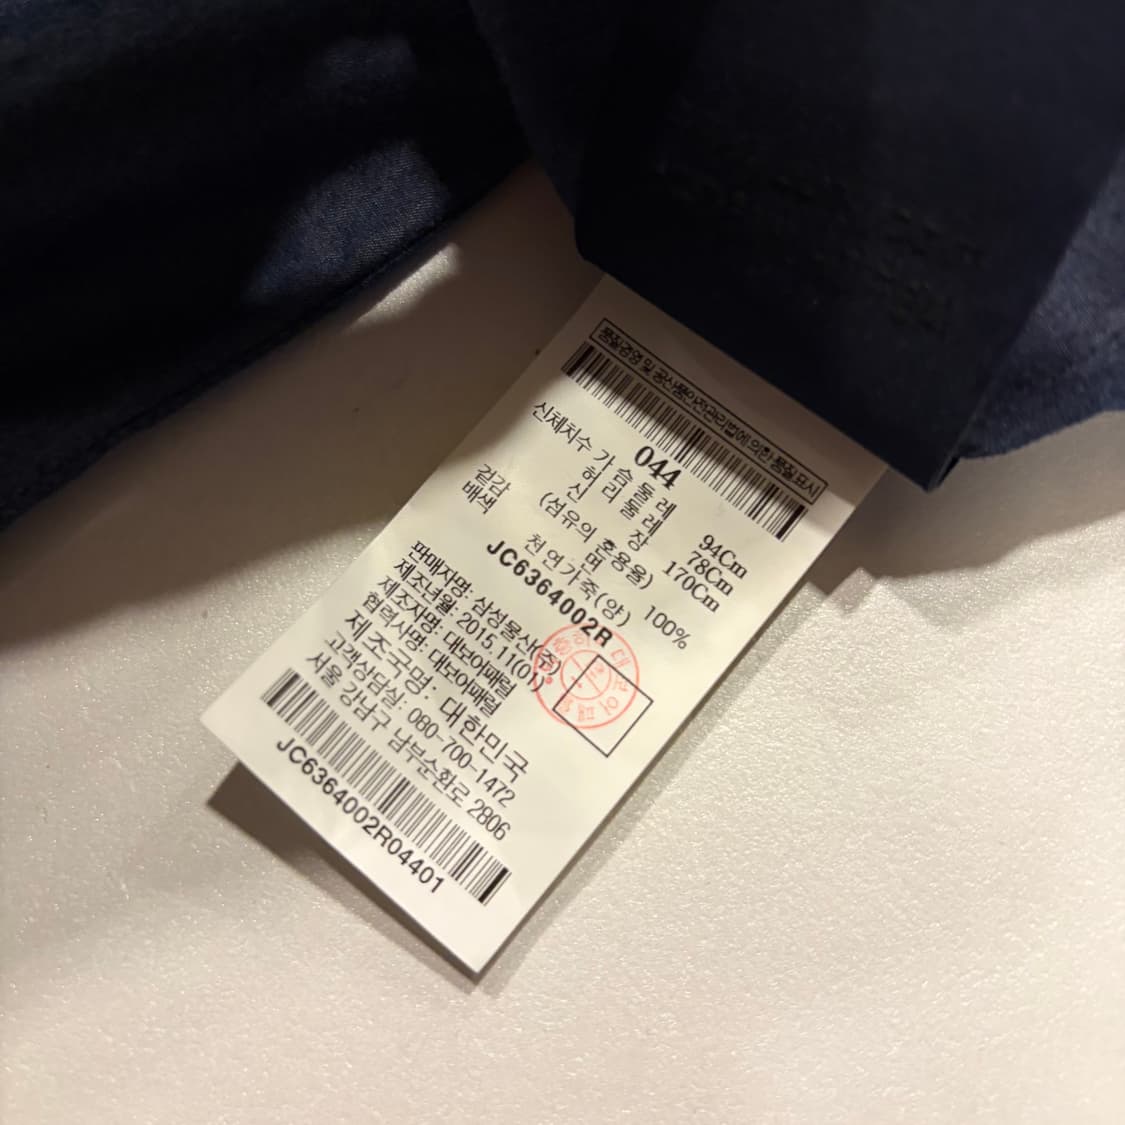 품질경영 및 공산품안전관리법에 의한 품질표시
044
신체치수 가슴둘레 94Cm
허리둘레 78Cm
신장 170Cm
(섬유의 혼용율)
겉감 면 100%
배색 천연가죽(양)
JC6364002R
판매자명: 삼성물산(주)
제조년월: 2015.11(01)
제조자명: 대보어패럴
협력사명: 대보어패럴
제조국명: 대한민국
고객상담실: 080-700-1472
서울 강남구 남부순환로 2806
JC6364002R04401
대보어패럴